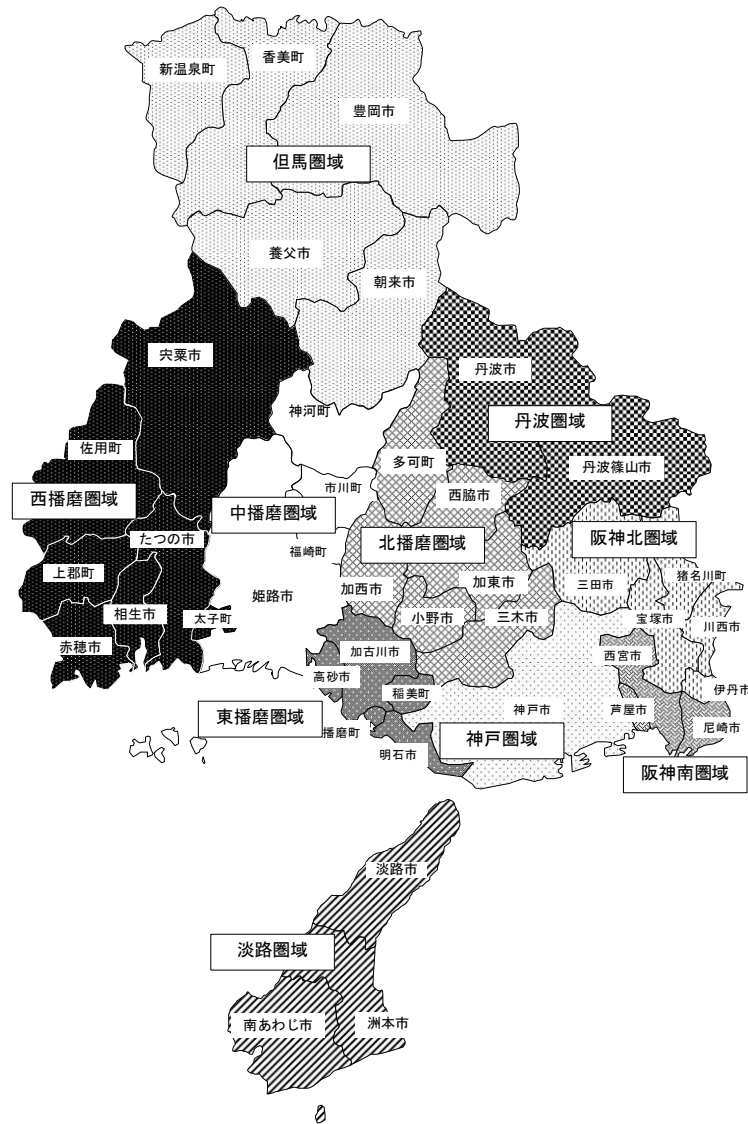 香美町
新温泉町
豊岡市
但馬圏域
養父市
朝来市
宍粟市
丹波市
神河町
丹波圏域
佐用町
多可町
丹波篠山市
市川町
西脇市
西播磨圏域
中播磨圏域
たつの市
北播磨圏域
阪神北圏域
福崎町
上郡町
加西市
加東市
三田市
猪名川町
姫路市
相生市
太子町
小野市
三木市
宝塚市
川西市
赤穂市
加古川市
西宮市
高砂市
稲美町
伊丹市
東播磨圏域
神戸市
芦屋市
播磨町
神戸圏域
尼崎市
明石市
阪神南圏域
淡路市
淡路圏域
南あわじ市
洲本市